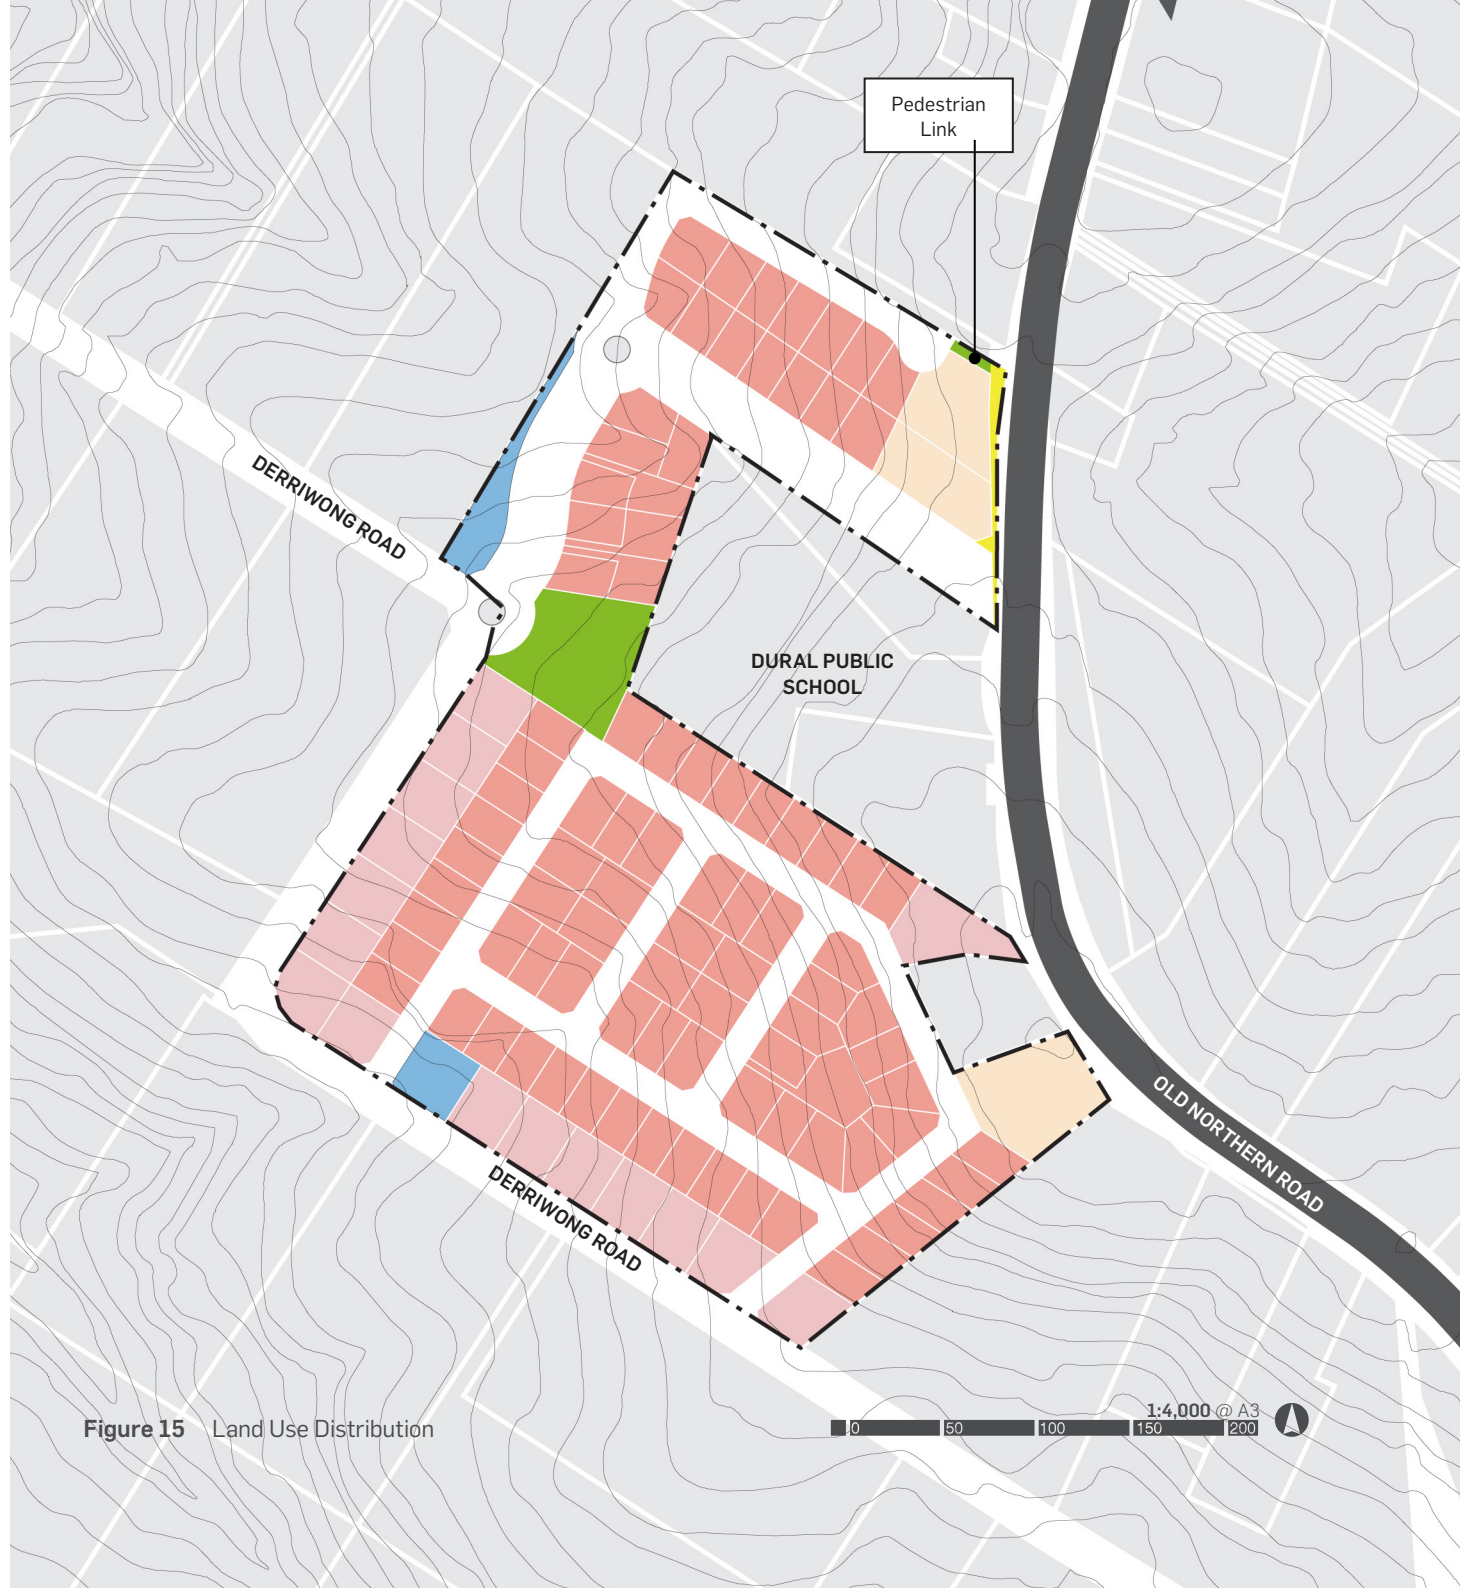 Pedestrian
Link
DERRIWONG ROAD
DURAL PUBLIC
SCHOOL
OLD NORTHERN ROAD
DERRIWONG ROAD
Figure 15 Land Use Distribution
1:4,000 @ A3
0 50 100 150 200